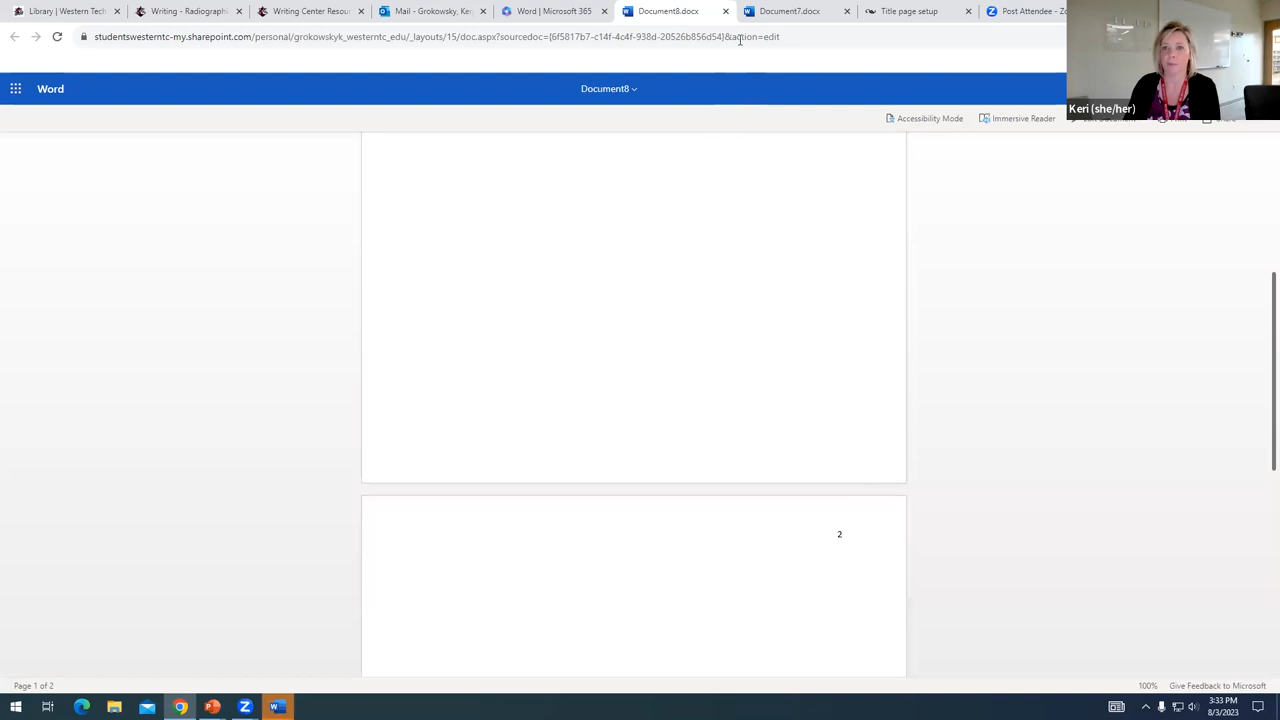 Library | Western Tech
Writing - Radiographi
Writing Center Resour
Mail - Grokowsky, Ker
Word | Microsoft 365
Document8.docx
Document7.docx
Title page setup
Post Attendee - Zo
studentswesterntc-my.sharepoint.com/personal/grokowskyk_westerntc_edu/_layouts/15/doc.aspx?sourcedoc={6f5817b7-c14f-4c4f-938d-20526b856d54}&action=edit
Word
Document8
Accessibility Mode
Immersive Reader
Keri (she/her)
2
Page 1 of 2
100%
Give Feedback to Microsoft
3:33 PM
8/3/2023